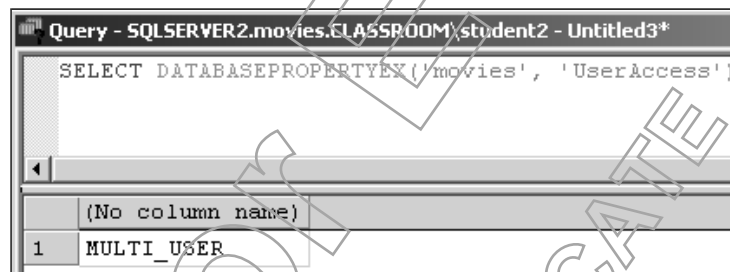 Query - SQLSERVER2.movies.CLASSROOM\student2 - Untitled3*
SELECT DATABASEPROPERTYEX('movies', 'UserAccess')
(No column name)
1 MULTI_USER